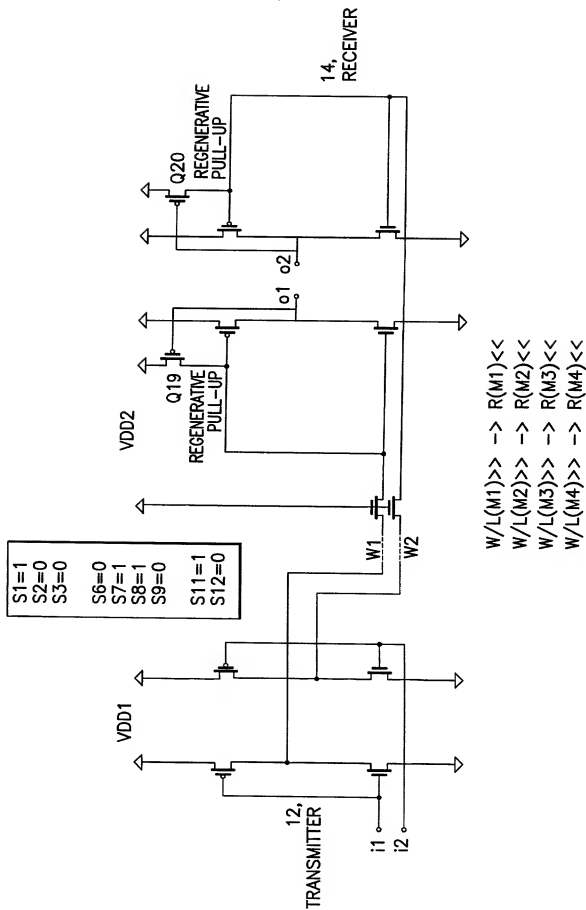 S1=1
S2=0
S3=0
S6=0
S7=1
S8=1
S9=0
S11=1
S12=0
VDD1
VDD2
12,
TRANSMITTER
i1
i2
W1
W2
Q19
REGENERATIVE
PULL-UP
o1
o2
Q20
REGENERATIVE
PULL-UP
14,
RECEIVER
W/L(M1)>> -> R(M1)<<
W/L(M2)>> -> R(M2)<<
W/L(M3)>> -> R(M3)<<
W/L(M4)>> -> R(M4)<<